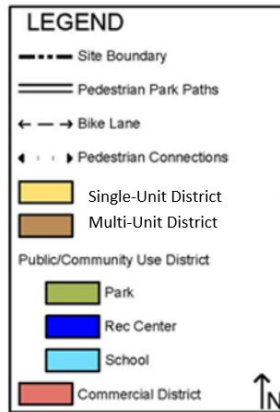 LEGEND
Site Boundary
Pedestrian Park Paths
Bike Lane
Pedestrian Connections
Single-Unit District
Multi-Unit District
Public/Community Use District
Park
Rec Center
School
Commercial District
N